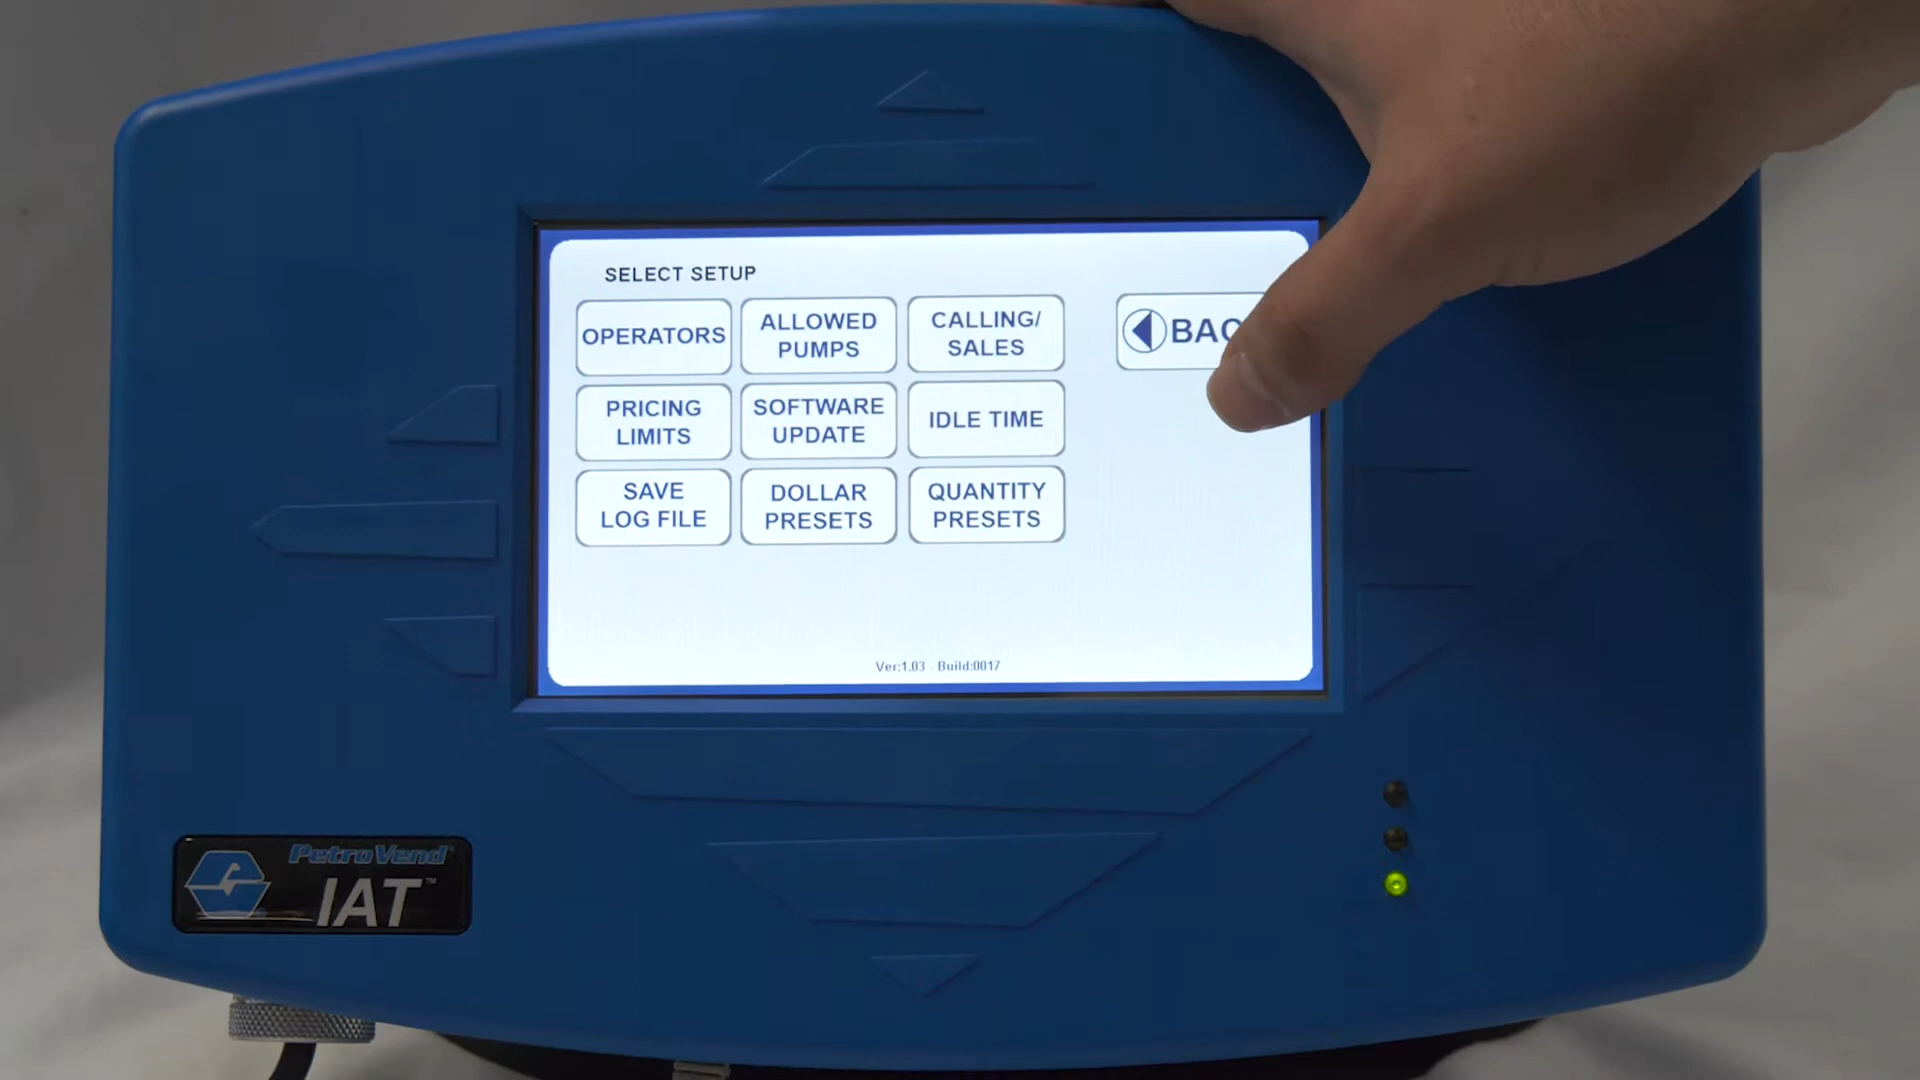 SELECT SETUP
OPERATORS
ALLOWED
PUMPS
CALLING/
SALES
PRICING
LIMITS
SOFTWARE
UPDATE
IDLE TIME
SAVE
LOG FILE
DOLLAR
PRESETS
QUANTITY
PRESETS
BAC
Ver:1.03 - Build:0017
PetroVend
IAT™